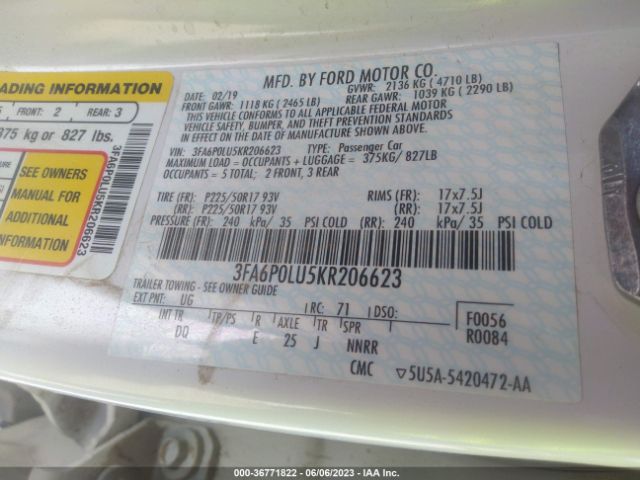 ADING INFORMATION
FRONT: 2 REAR: 3
375 kg or 827 lbs.
SEE OWNERS
MANUAL FOR
ADDITIONAL
INFORMATION
3FA6P0LU5KR206623
MFD. BY FORD MOTOR CO.
DATE: 02/19 GVWR: 2136 KG ( 4710 LB)
FRONT GAWR: 1118 KG ( 2465 LB) REAR GAWR: 1039 KG ( 2290 LB)
THIS VEHICLE CONFORMS TO ALL APPLICABLE FEDERAL MOTOR
VEHICLE SAFETY, BUMPER, AND THEFT PREVENTION STANDARDS
IN EFFECT ON THE DATE OF MANUFACTURE SHOWN ABOVE.
VIN: 3FA6P0LU5KR206623 TYPE: Passenger Car
MAXIMUM LOAD = OCCUPANTS + LUGGAGE = 375KG/ 827LB
OCCUPANTS = 5 TOTAL: 2 FRONT, 3 REAR
TIRE (FR): P225/50R17 93V RIMS (FR): 17x7.5J
(RR): P225/50R17 93V (RR): 17x7.5J
PRESSURE (FR): 240 kPa/ 35 PSI COLD (RR): 240 kPa/ 35 PSI COLD
3FA6P0LU5KR206623
TRAILER TOWING - SEE OWNER GUIDE
EXT PNT: UG RC: 71 DSO:
INT TR TP/PS R AXLE TR SPR
DQ E 25 J NNRR
F0056
R0084
CMC ▽5U5A-5420472-AA
000-36771822 - 06/06/2023 - IAA Inc.